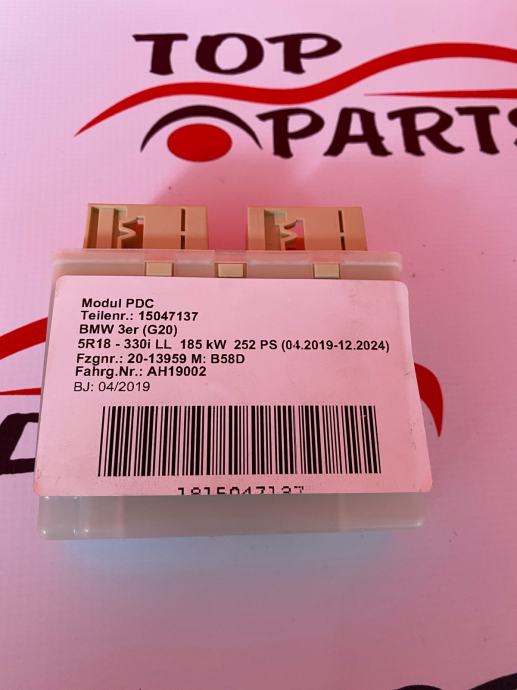 TOP
PARTS
Modul PDC
Teilenr.: 15047137
BMW 3er (G20)
5R18 - 330i LL 185 kW 252 PS (04.2019-12.2024)
Fzgnr.: 20-13959 M: B58D
Fahrg.Nr.: AH19002
BJ: 04/2019
1815047137